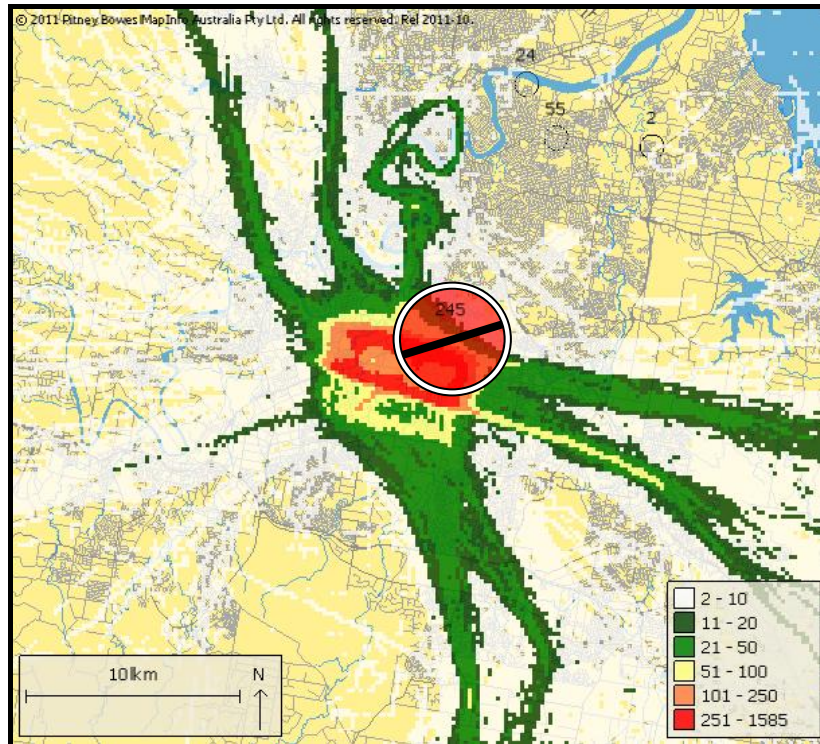 © 2011 Pitney Bowes MapInfo Australia Pty Ltd. All rights reserved. Rel 2011-10.
24
55
2
245
2 - 10
11 - 20
21 - 50
51 - 100
101 - 250
251 - 1585
10km
N